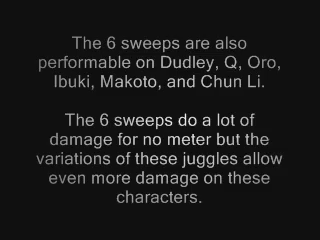 The 6 sweeps are also
performable on Dudley, Q, Oro,
Ibuki, Makoto, and Chun Li.
The 6 sweeps do a lot of
damage for no meter but the
variations of these juggles allow
even more damage on these
characters.